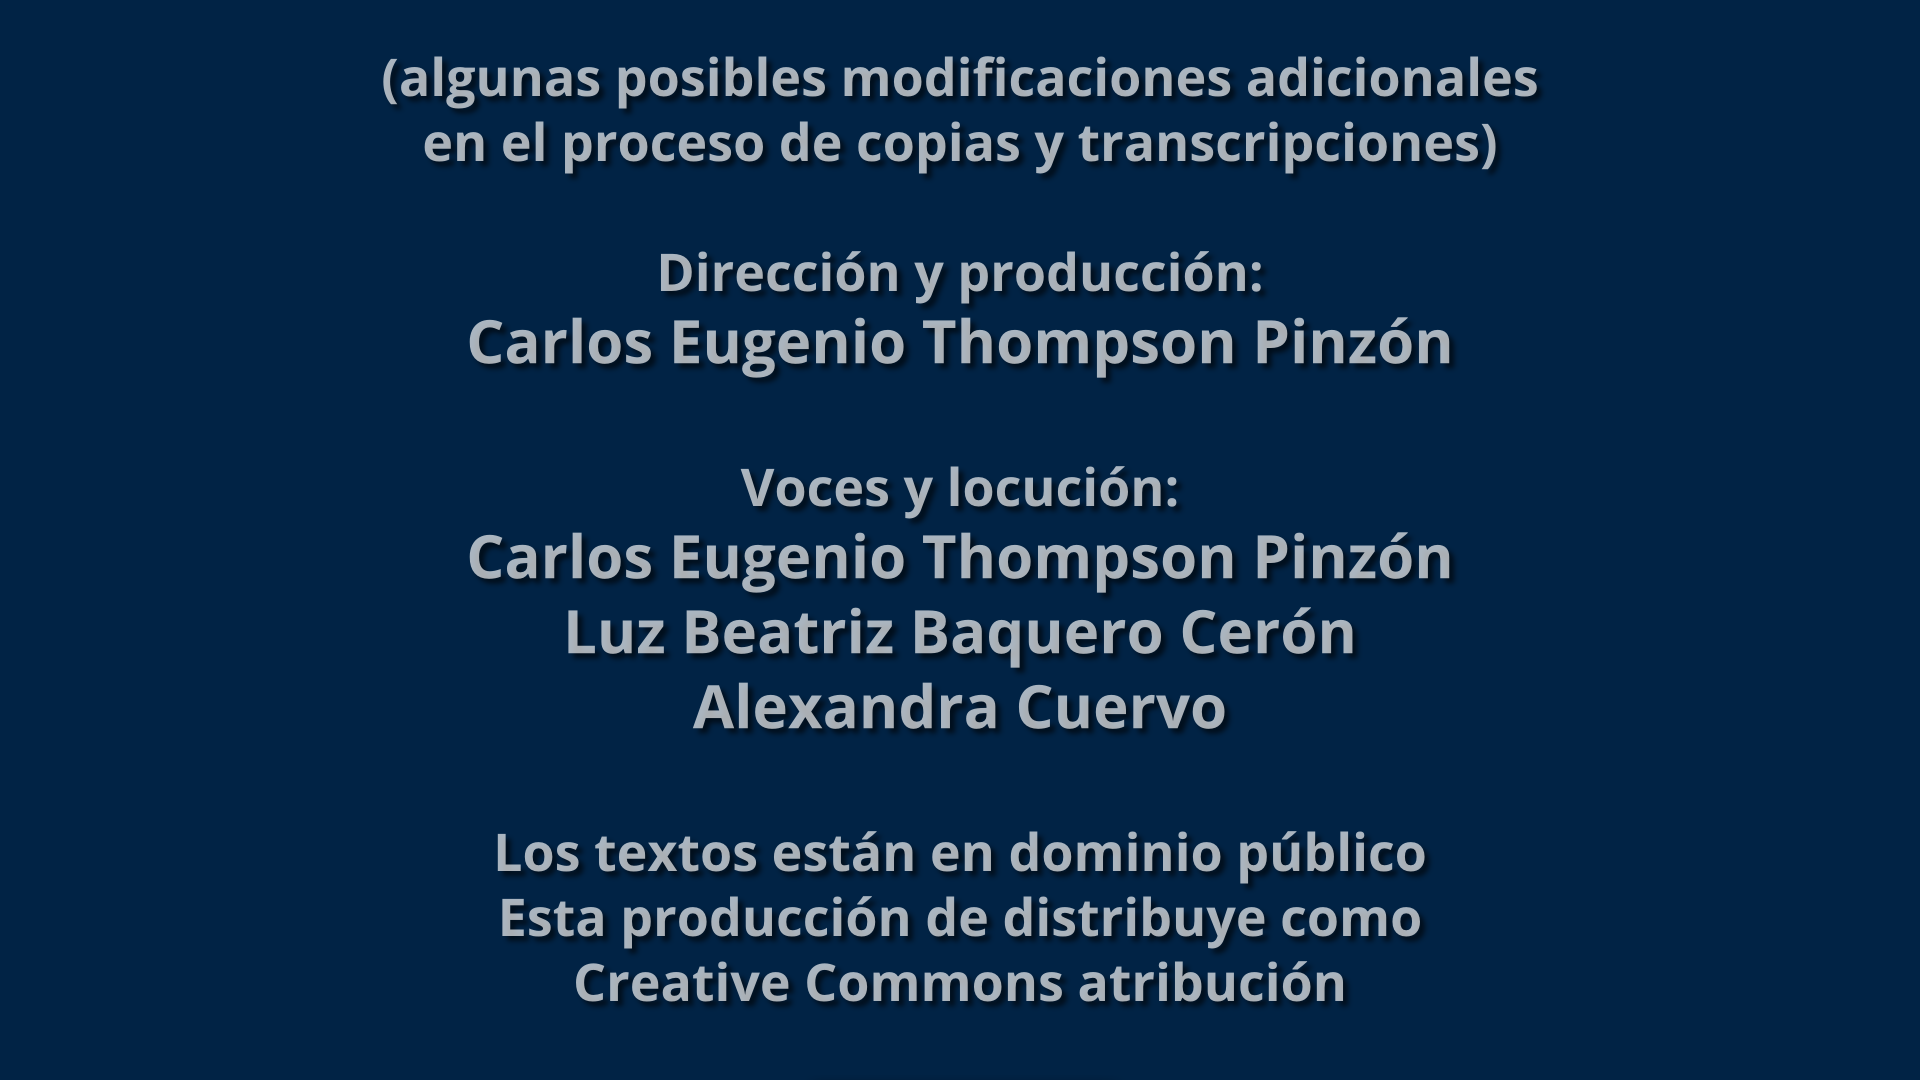 (algunas posibles modificaciones adicionales
en el proceso de copias y transcripciones)
Dirección y producción:
Carlos Eugenio Thompson Pinzón
Voces y locución:
Carlos Eugenio Thompson Pinzón
Luz Beatriz Baquero Cerón
Alexandra Cuervo
Los textos están en dominio público
Esta producción de distribuye como
Creative Commons atribución